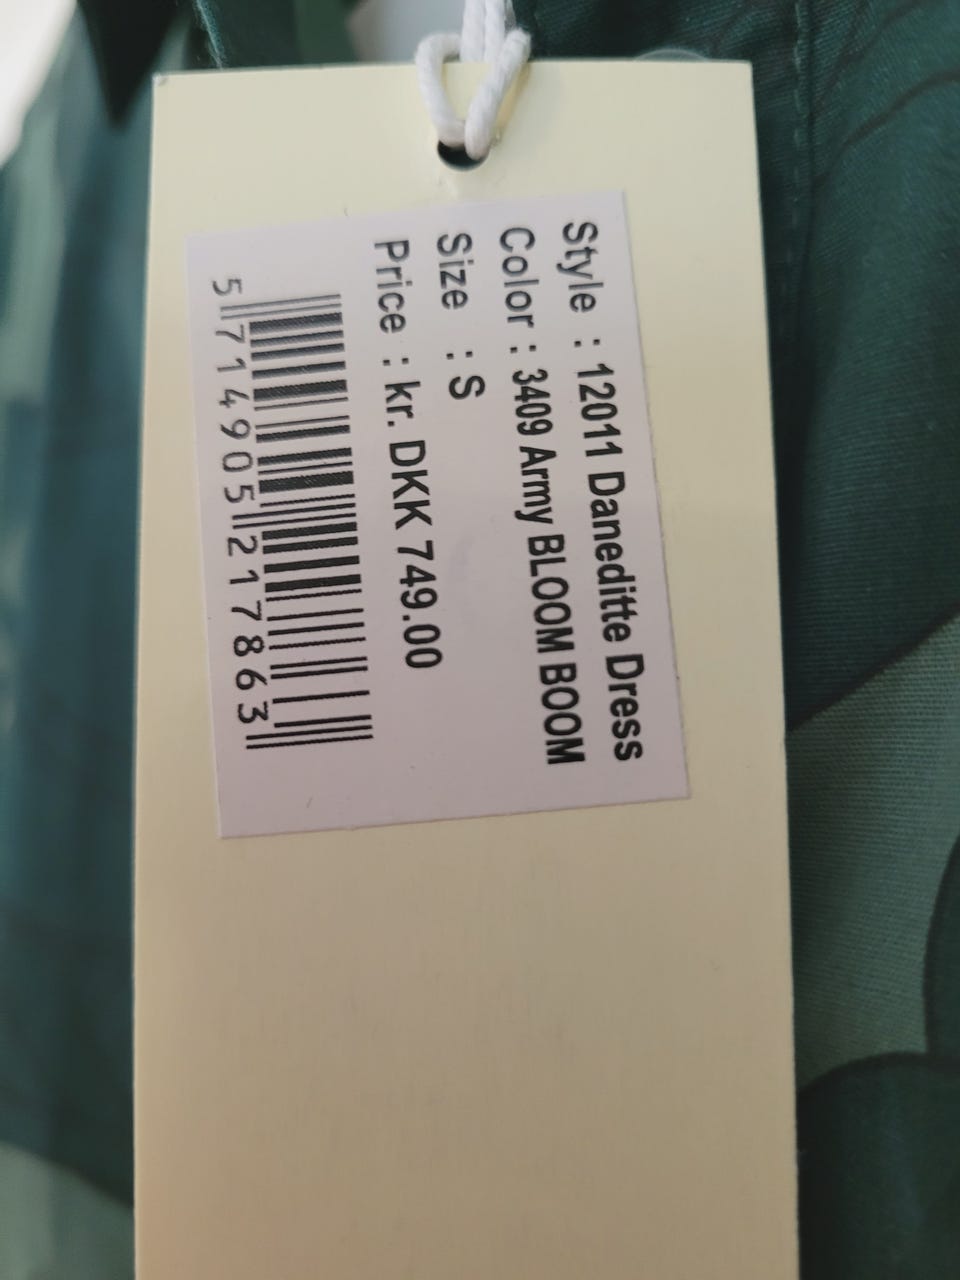 Style : 12011 Daneditte Dress
Color : 3409 Army BLOOM BOOM
Size : S
Price : kr. DKK 749.00
5 714905 217863